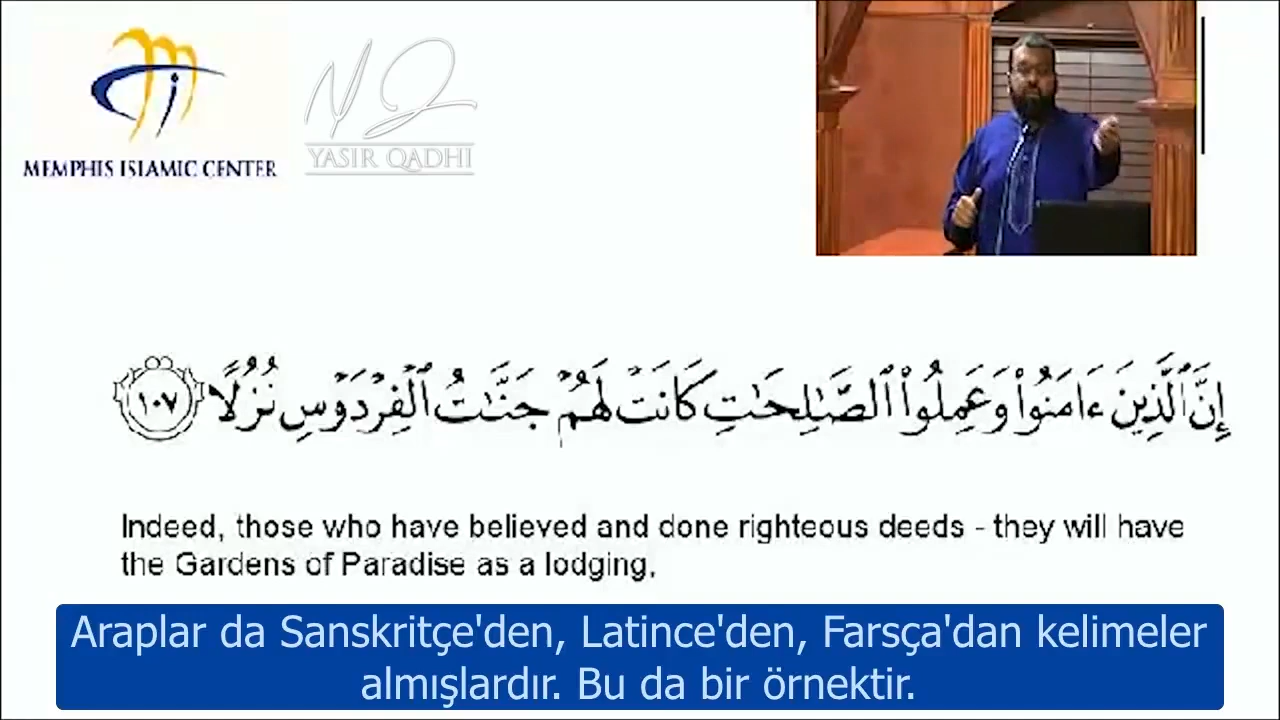 MEMPHIS ISLAMIC CENTER
YASIR QADHI
إِنَّ ٱلَّذِينَ ءَامَنُوا۟ وَعَمِلُوا۟ ٱلصَّـٰلِحَـٰتِ كَانَتْ لَهُمْ جَنَّـٰتُ ٱلْفِرْدَوْسِ نُزُلًا ١٠٧
Indeed, those who have believed and done righteous deeds - they will have
the Gardens of Paradise as a lodging,
Araplar da Sanskritçe'den, Latince'den, Farsça'dan kelimeler
almışlardır. Bu da bir örnektir.